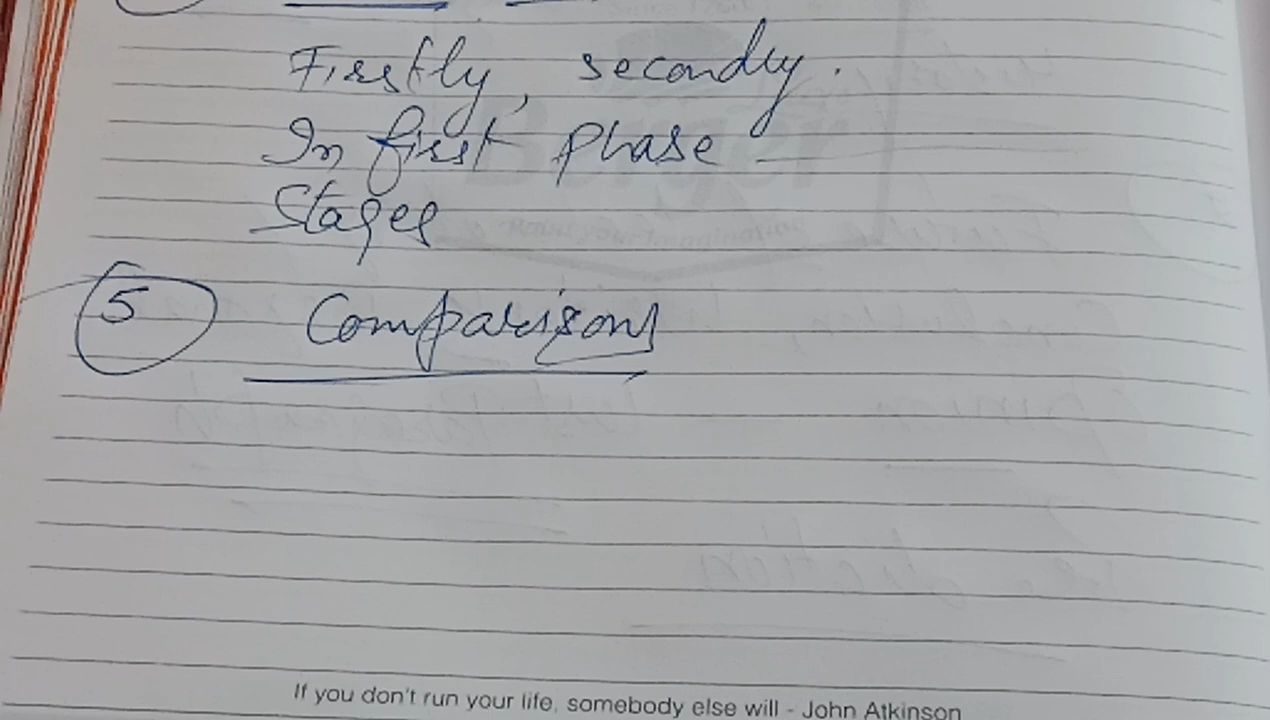 Firstly, secondly.
In first phase -
Stages
5 Comparisons
If you don't run your life, somebody else will - John Atkinson